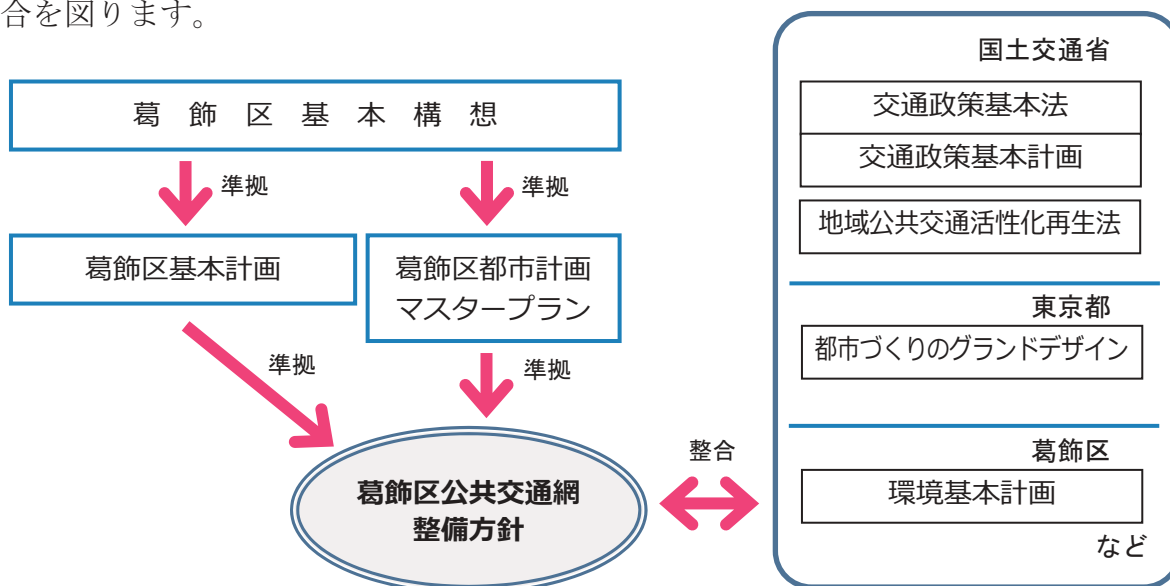 合を図ります。
葛飾区基本構想
準拠
準拠
葛飾区基本計画
葛飾区都市計画
マスタープラン
準拠
準拠
葛飾区公共交通網
整備方針
整合
国土交通省
交通政策基本法
交通政策基本計画
地域公共交通活性化再生法
東京都
都市づくりのグランドデザイン
葛飾区
環境基本計画
など